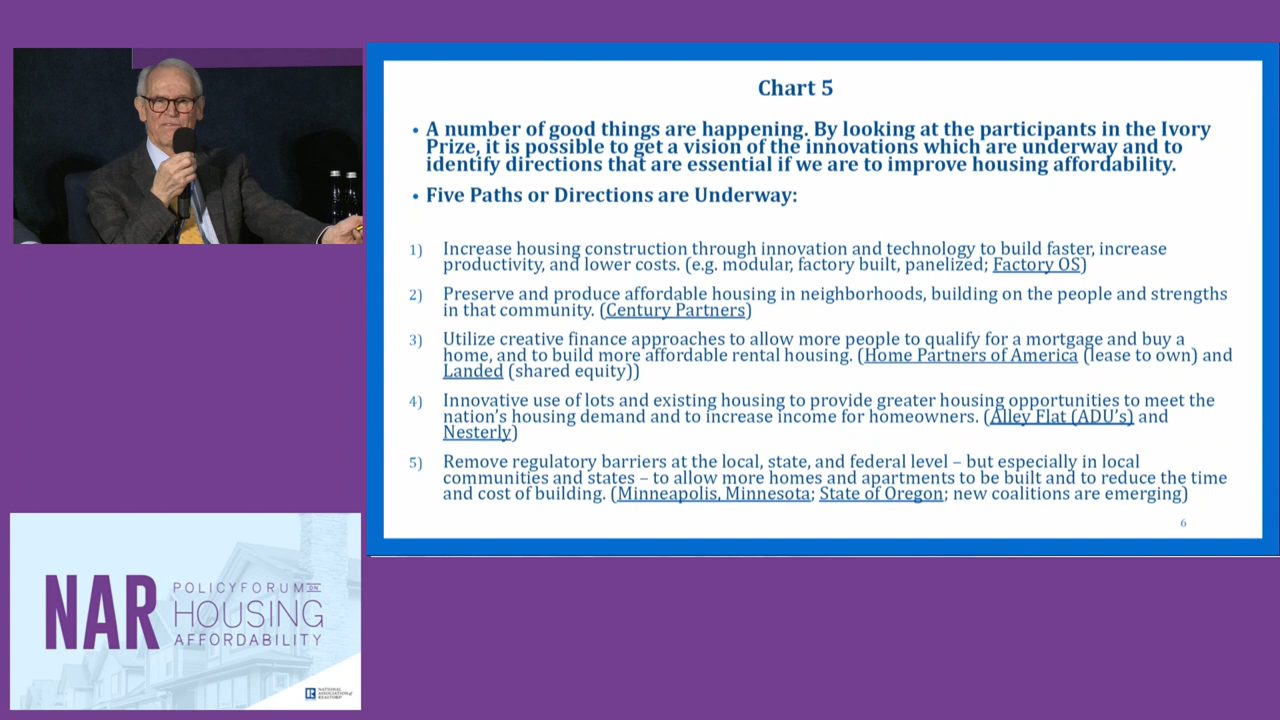 Chart 5
• A number of good things are happening. By looking at the participants in the Ivory
Prize, it is possible to get a vision of the innovations which are underway and to
identify directions that are essential if we are to improve housing affordability.
• Five Paths or Directions are Underway:
1) Increase housing construction through innovation and technology to build faster, increase
productivity, and lower costs. (e.g. modular, factory built, panelized; Factory OS)
2) Preserve and produce affordable housing in neighborhoods, building on the people and strengths
in that community. (Century Partners)
3) Utilize creative finance approaches to allow more people to qualify for a mortgage and buy a
home, and to build more affordable rental housing. (Home Partners of America (lease to own) and
Landed (shared equity))
4) Innovative use of lots and existing housing to provide greater housing opportunities to meet the
nation’s housing demand and to increase income for homeowners. (Alley Flat (ADU’s) and
Nesterly)
5) Remove regulatory barriers at the local, state, and federal level – but especially in local
communities and states – to allow more homes and apartments to be built and to reduce the time
and cost of building. (Minneapolis, Minnesota; State of Oregon; new coalitions are emerging)
6
NAR
POLICYFORUM ON
HOUSING
AFFORDABILITY
NATIONAL
ASSOCIATION of
REALTORS®